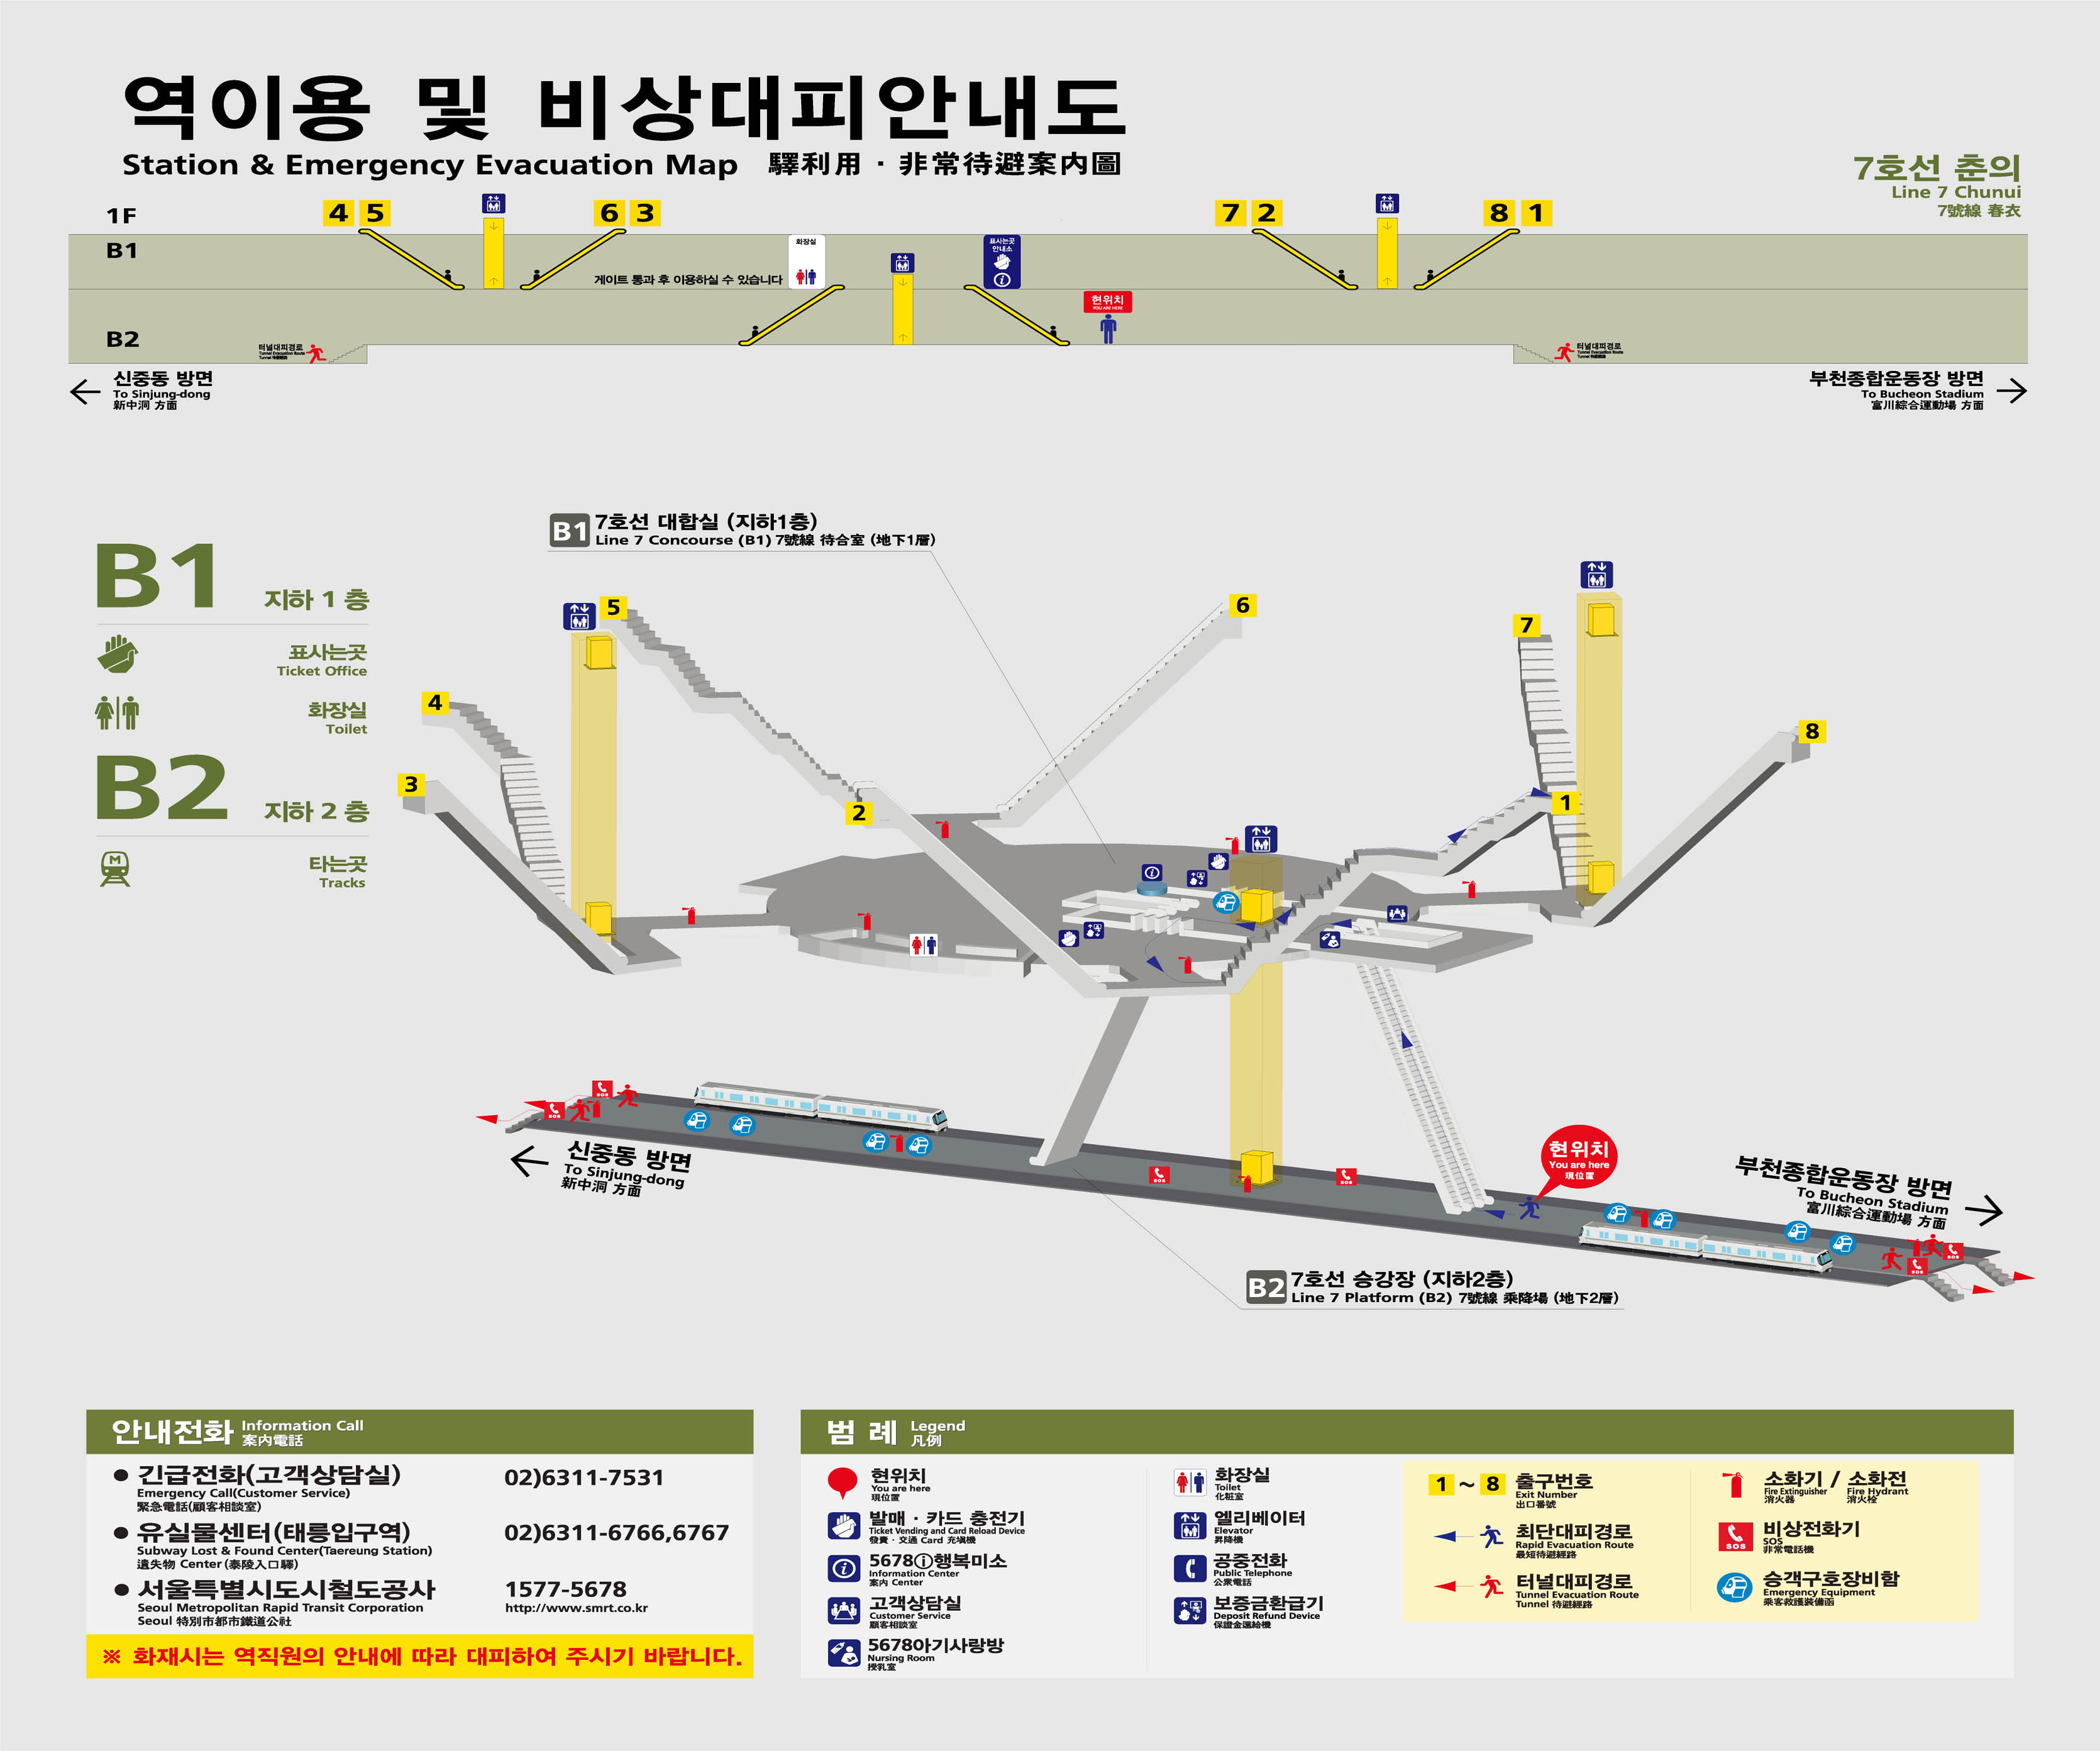 역이용 및 비상대피안내도
Station & Emergency Evacuation Map 驛利用 · 非常待避案内圖
7호선 춘의
Line 7 Chunui
7號線 春衣
1F
4 5
6 3
7 2
8 1
B1
화장실
표사는곳
안내소
게이트 통과 후 이용하실 수 있습니다
현위치
YOU ARE HERE
B2
터널대피경로
Tunnel Evacuation Route
Tunnel 待避經路
터널대피경로
Tunnel Evacuation Route
Tunnel 待避經路
신중동 방면
To Sinjung-dong
新中洞 方面
부천종합운동장 방면
To Bucheon Stadium
富川綜合運動場 方面
B1 7호선 대합실 (지하1층)
Line 7 Concourse (B1) 7號線 待合室 (地下1層)
B1 지하 1 층
표사는곳
Ticket Office
화장실
Toilet
B2 지하 2 층
타는곳
Tracks
5
6
7
4
8
3
2
1
SOS
SOS
신중동 방면
To Sinjung-dong
新中洞 方面
SOS
SOS
현위치
You are here
現位置
부천종합운동장 방면
To Bucheon Stadium
富川綜合運動場 方面
SOS
SOS
B2 7호선 승강장 (지하2층)
Line 7 Platform (B2) 7號線 乘降場 (地下2層)
안내전화 Information Call
案内電話
긴급전화(고객상담실) 02)6311-7531
Emergency Call(Customer Service)
緊急電話(顧客相談室)
유실물센터(태릉입구역) 02)6311-6766,6767
Subway Lost & Found Center(Taereung Station)
遺失物 Center (泰陵入口驛)
서울특별시도시철도공사 1577-5678
Seoul Metropolitan Rapid Transit Corporation http://www.smrt.co.kr
Seoul 特別市都市鐵道公社
※ 화재시는 역직원의 안내에 따라 대피하여 주시기 바랍니다.
범 례 Legend
凡例
현위치
You are here
現位置
발매 · 카드 충전기
Ticket Vending and Card Reload Device
發賣 · 交通 Card 充塡機
5678ⓘ행복미소
Information Center
案内 Center
고객상담실
Customer Service
顧客相談室
5678아기사랑방
Nursing Room
授乳室
화장실
Toilet
化粧室
엘리베이터
Elevator
昇降機
공중전화
Public Telephone
公衆電話
보증금환급기
Deposit Refund Device
保證金還給機
1 ~ 8 출구번호
Exit Number
出口番號
최단대피경로
Rapid Evacuation Route
最短待避經路
터널대피경로
Tunnel Evacuation Route
Tunnel 待避經路
소화기 / 소화전
Fire Extinguisher Fire Hydrant
消火器 消火栓
SOS 비상전화기
SOS
非常電話機
승객구호장비함
Emergency Equipment
乘客救護裝備函